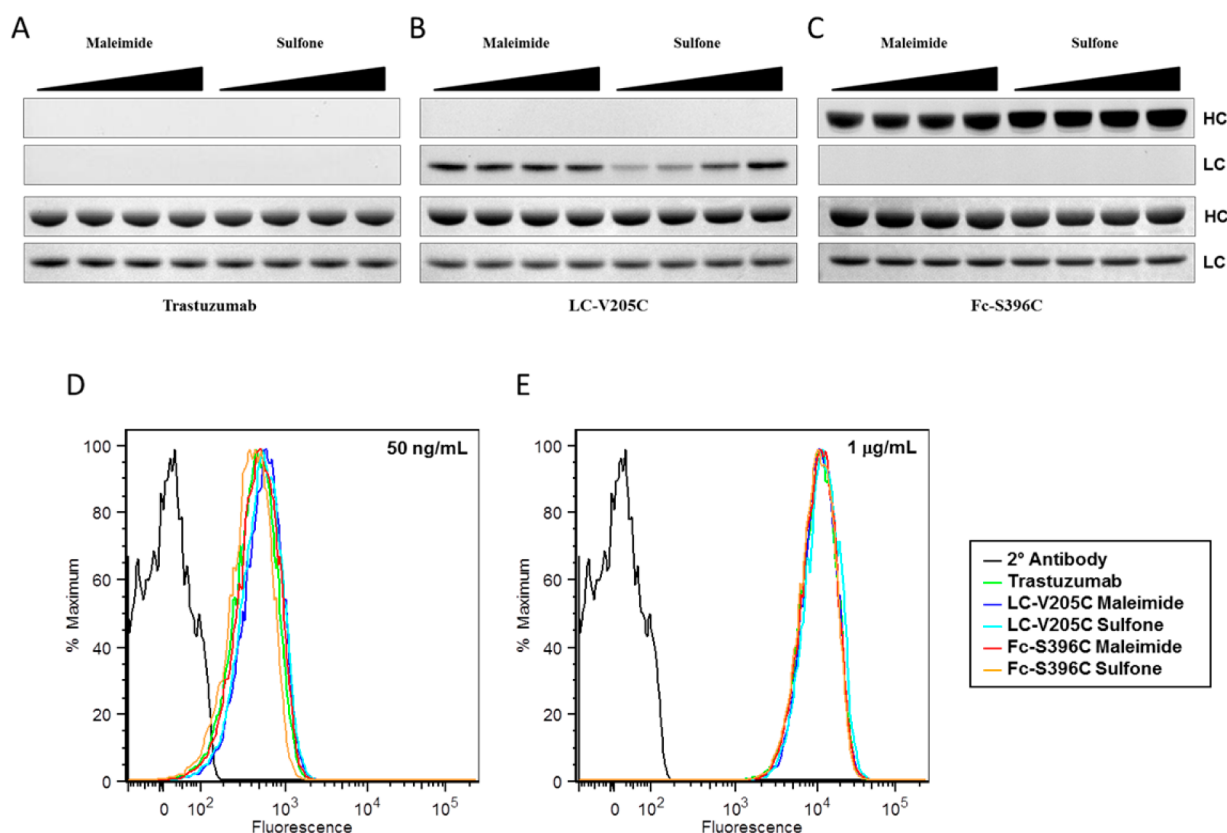 A
B
C
Maleimide Sulfone
Maleimide Sulfone
Maleimide Sulfone
HC
LC
HC
LC
Trastuzumab
LC-V205C
Fc-S396C
D
50 ng/mL
% Maximum
100
80
60
40
20
0
0 10² 10³ 10⁴ 10⁵
Fluorescence
E
1 μg/mL
% Maximum
100
80
60
40
20
0
0 10² 10³ 10⁴ 10⁵
Fluorescence
2º Antibody
Trastuzumab
LC-V205C Maleimide
LC-V205C Sulfone
Fc-S396C Maleimide
Fc-S396C Sulfone